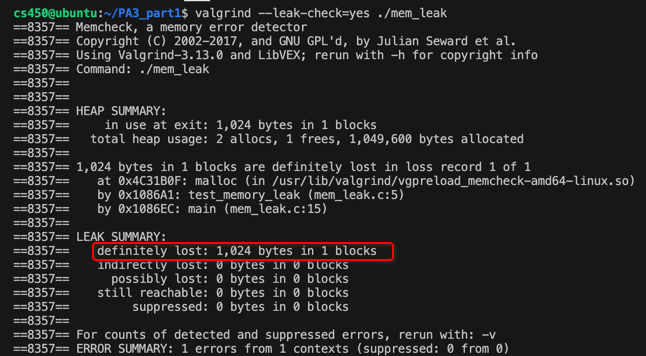 cs450@ubuntu:~/PA3_part1$ valgrind --leak-check=yes ./mem_leak
==8357== Memcheck, a memory error detector
==8357== Copyright (C) 2002-2017, and GNU GPL'd, by Julian Seward et al.
==8357== Using Valgrind-3.13.0 and LibVEX; rerun with -h for copyright info
==8357== Command: ./mem_leak
==8357==
==8357==
==8357== HEAP SUMMARY:
==8357==     in use at exit: 1,024 bytes in 1 blocks
==8357==   total heap usage: 2 allocs, 1 frees, 1,049,600 bytes allocated
==8357==
==8357== 1,024 bytes in 1 blocks are definitely lost in loss record 1 of 1
==8357==    at 0x4C31B0F: malloc (in /usr/lib/valgrind/vgpreload_memcheck-amd64-linux.so)
==8357==    by 0x1086A1: test_memory_leak (mem_leak.c:5)
==8357==    by 0x1086EC: main (mem_leak.c:15)
==8357==
==8357== LEAK SUMMARY:
==8357==    definitely lost: 1,024 bytes in 1 blocks
==8357==    indirectly lost: 0 bytes in 0 blocks
==8357==      possibly lost: 0 bytes in 0 blocks
==8357==    still reachable: 0 bytes in 0 blocks
==8357==         suppressed: 0 bytes in 0 blocks
==8357==
==8357== For counts of detected and suppressed errors, rerun with: -v
==8357== ERROR SUMMARY: 1 errors from 1 contexts (suppressed: 0 from 0)